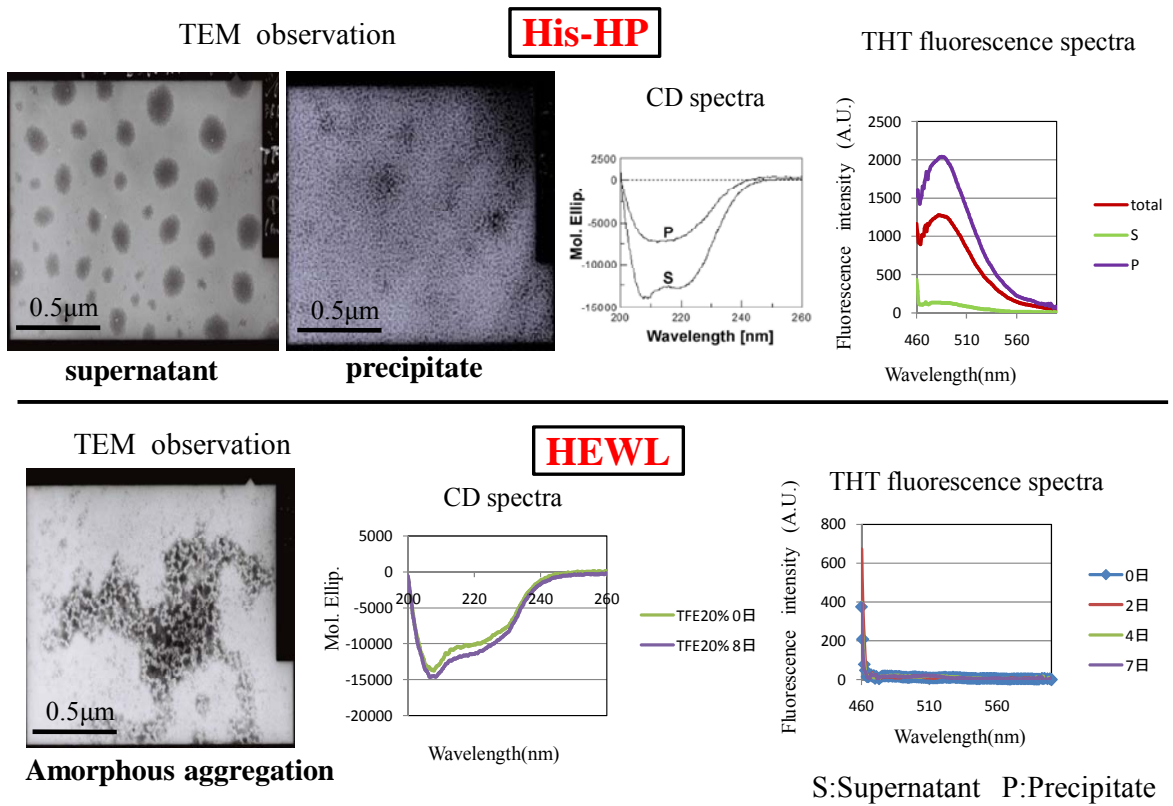 TEM observation
His-HP
THT fluorescence spectra
CD spectra
0.5μm
supernatant
0.5μm
precipitate
Mol. Ellip.
2500
0
-5000
-10000
-15000
P
S
200
220
240
260
Wavelength [nm]
Fluorescence intensity (A.U.)
2500
2000
1500
1000
500
0
460
510
560
Wavelength(nm)
total
S
P
TEM observation
HEWL
THT fluorescence spectra
CD spectra
0.5μm
Amorphous aggregation
Mol. Ellip.
5000
0
-5000
-10000
-15000
-20000
200
220
240
260
Wavelength(nm)
TFE20% 0日
TFE20% 8日
Fluorescence intensity (A.U.)
800
600
400
200
0
460
510
560
Wavelength(nm)
0日
2日
4日
7日
S:Supernatant P:Precipitate